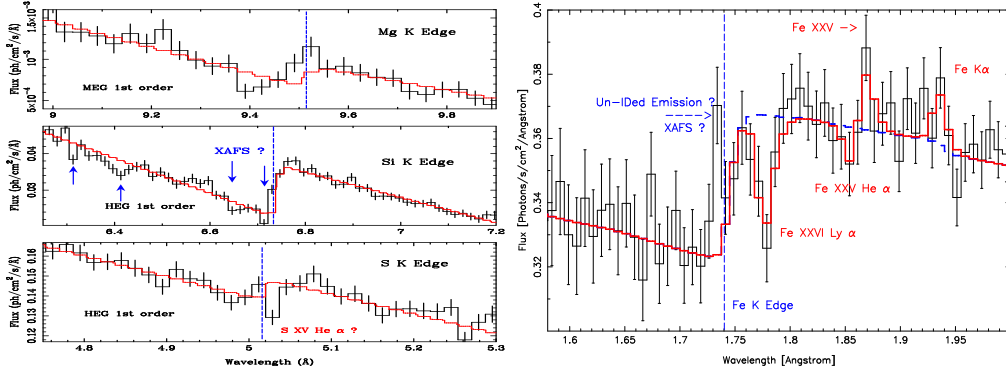 Mg K Edge
MEG 1st order
Flux (ph/cm²/s/Å)
1.5×10⁻³
10⁻³
5×10⁻⁴
9 9.2 9.4 9.6 9.8
XAFS ?
Si K Edge
HEG 1st order
Flux (ph/cm²/s/Å)
0.04
0.03
6.4 6.8 7 7.2
S K Edge
HEG 1st order
S XV He α ?
Flux (ph/cm²/s/Å)
0.16
0.15
0.14
0.13
0.12
4.8 4.9 5 5.1 5.2 5.3
Wavelength (Å)
Fe XXV ->
Fe Kα
Un-IDed Emission ?
XAFS ?
Fe XXV He α
Fe XXVI Ly α
Fe K Edge
Flux [Photons/s/cm²/Angstrom]
0.4
0.38
0.36
0.34
0.32
1.6 1.65 1.7 1.75 1.8 1.85 1.9 1.95
Wavelength [Angstrom]